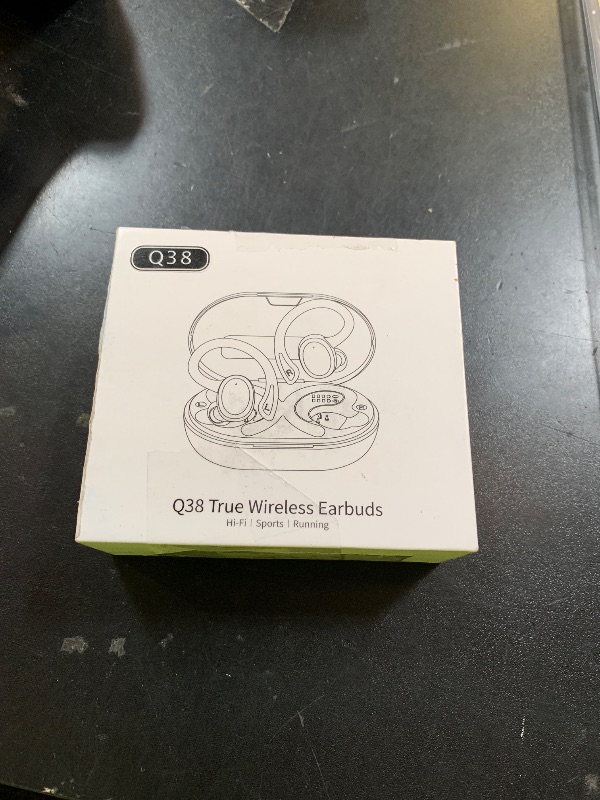 Q38
Q38 True Wireless Earbuds
Hi-Fi | Sports | Running